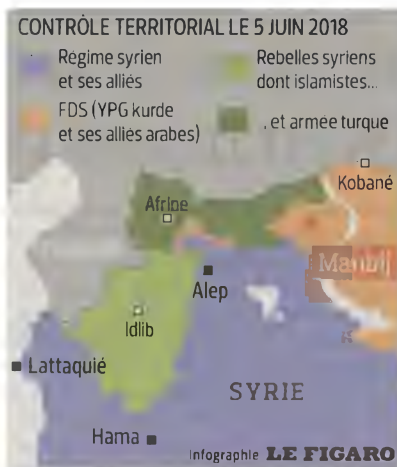 CONTRÔLE TERRITORIAL LE 5 JUIN 2018
Régime syrien
et ses alliés
Rebelles syriens
dont islamistes...
FDS (YPG kurde
et ses alliés arabes)
... et armée turque
Kobané
Afrine
Manbij
Alep
Idlib
Lattaquié
SYRIE
Hama
Infographie LE FIGARO